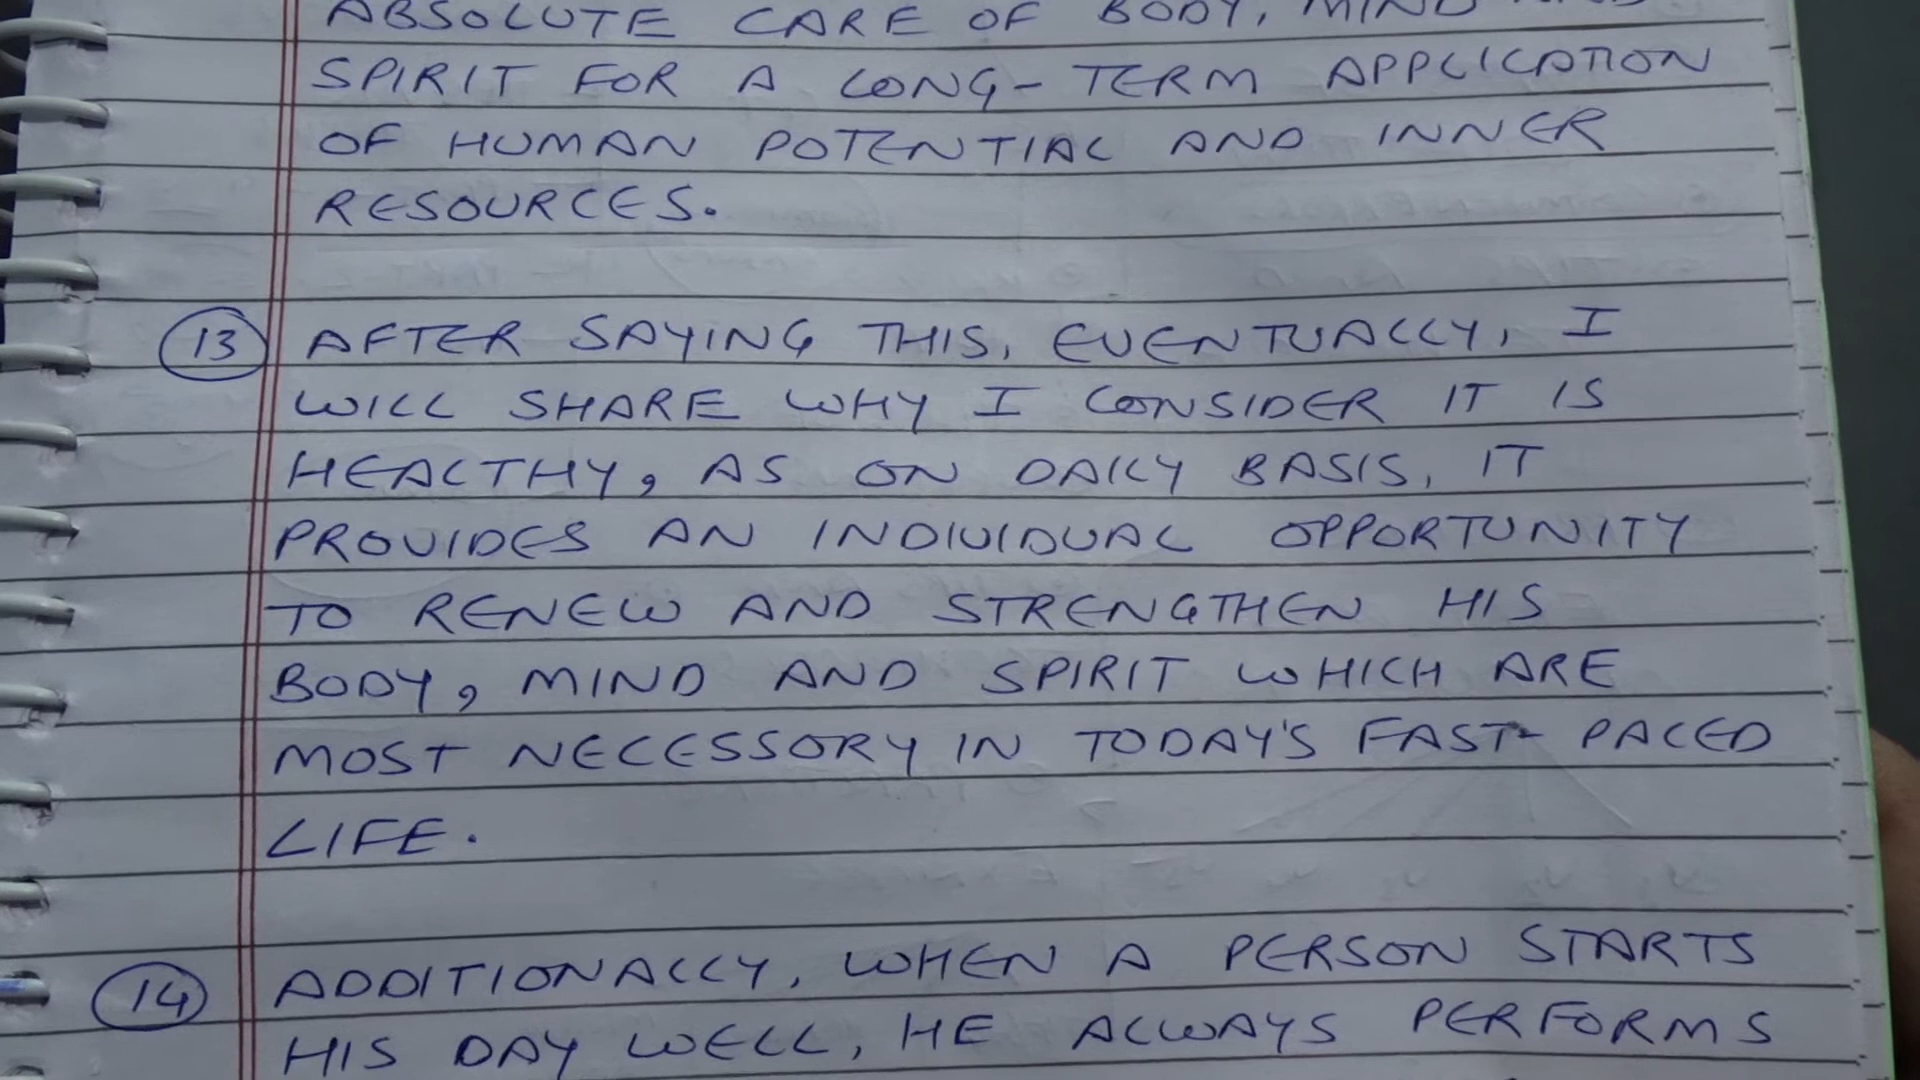 ABSOLUTE CARE OF BODY, MIND AND
SPIRIT FOR A LONG-TERM APPLICATION
OF HUMAN POTENTIAL AND INNER
RESOURCES.
13 AFTER SAYING THIS, EVENTUALLY, I
WILL SHARE WHY I CONSIDER IT IS
HEALTHY, AS ON DAILY BASIS, IT
PROVIDES AN INDIVIDUAL OPPORTUNITY
TO RENEW AND STRENGTHEN HIS
BODY, MIND AND SPIRIT WHICH ARE
MOST NECESSORY IN TODAY'S FAST-PACED
LIFE.
14 ADDITIONALLY, WHEN A PERSON STARTS
HIS DAY WELL, HE ALWAYS PERFORMS